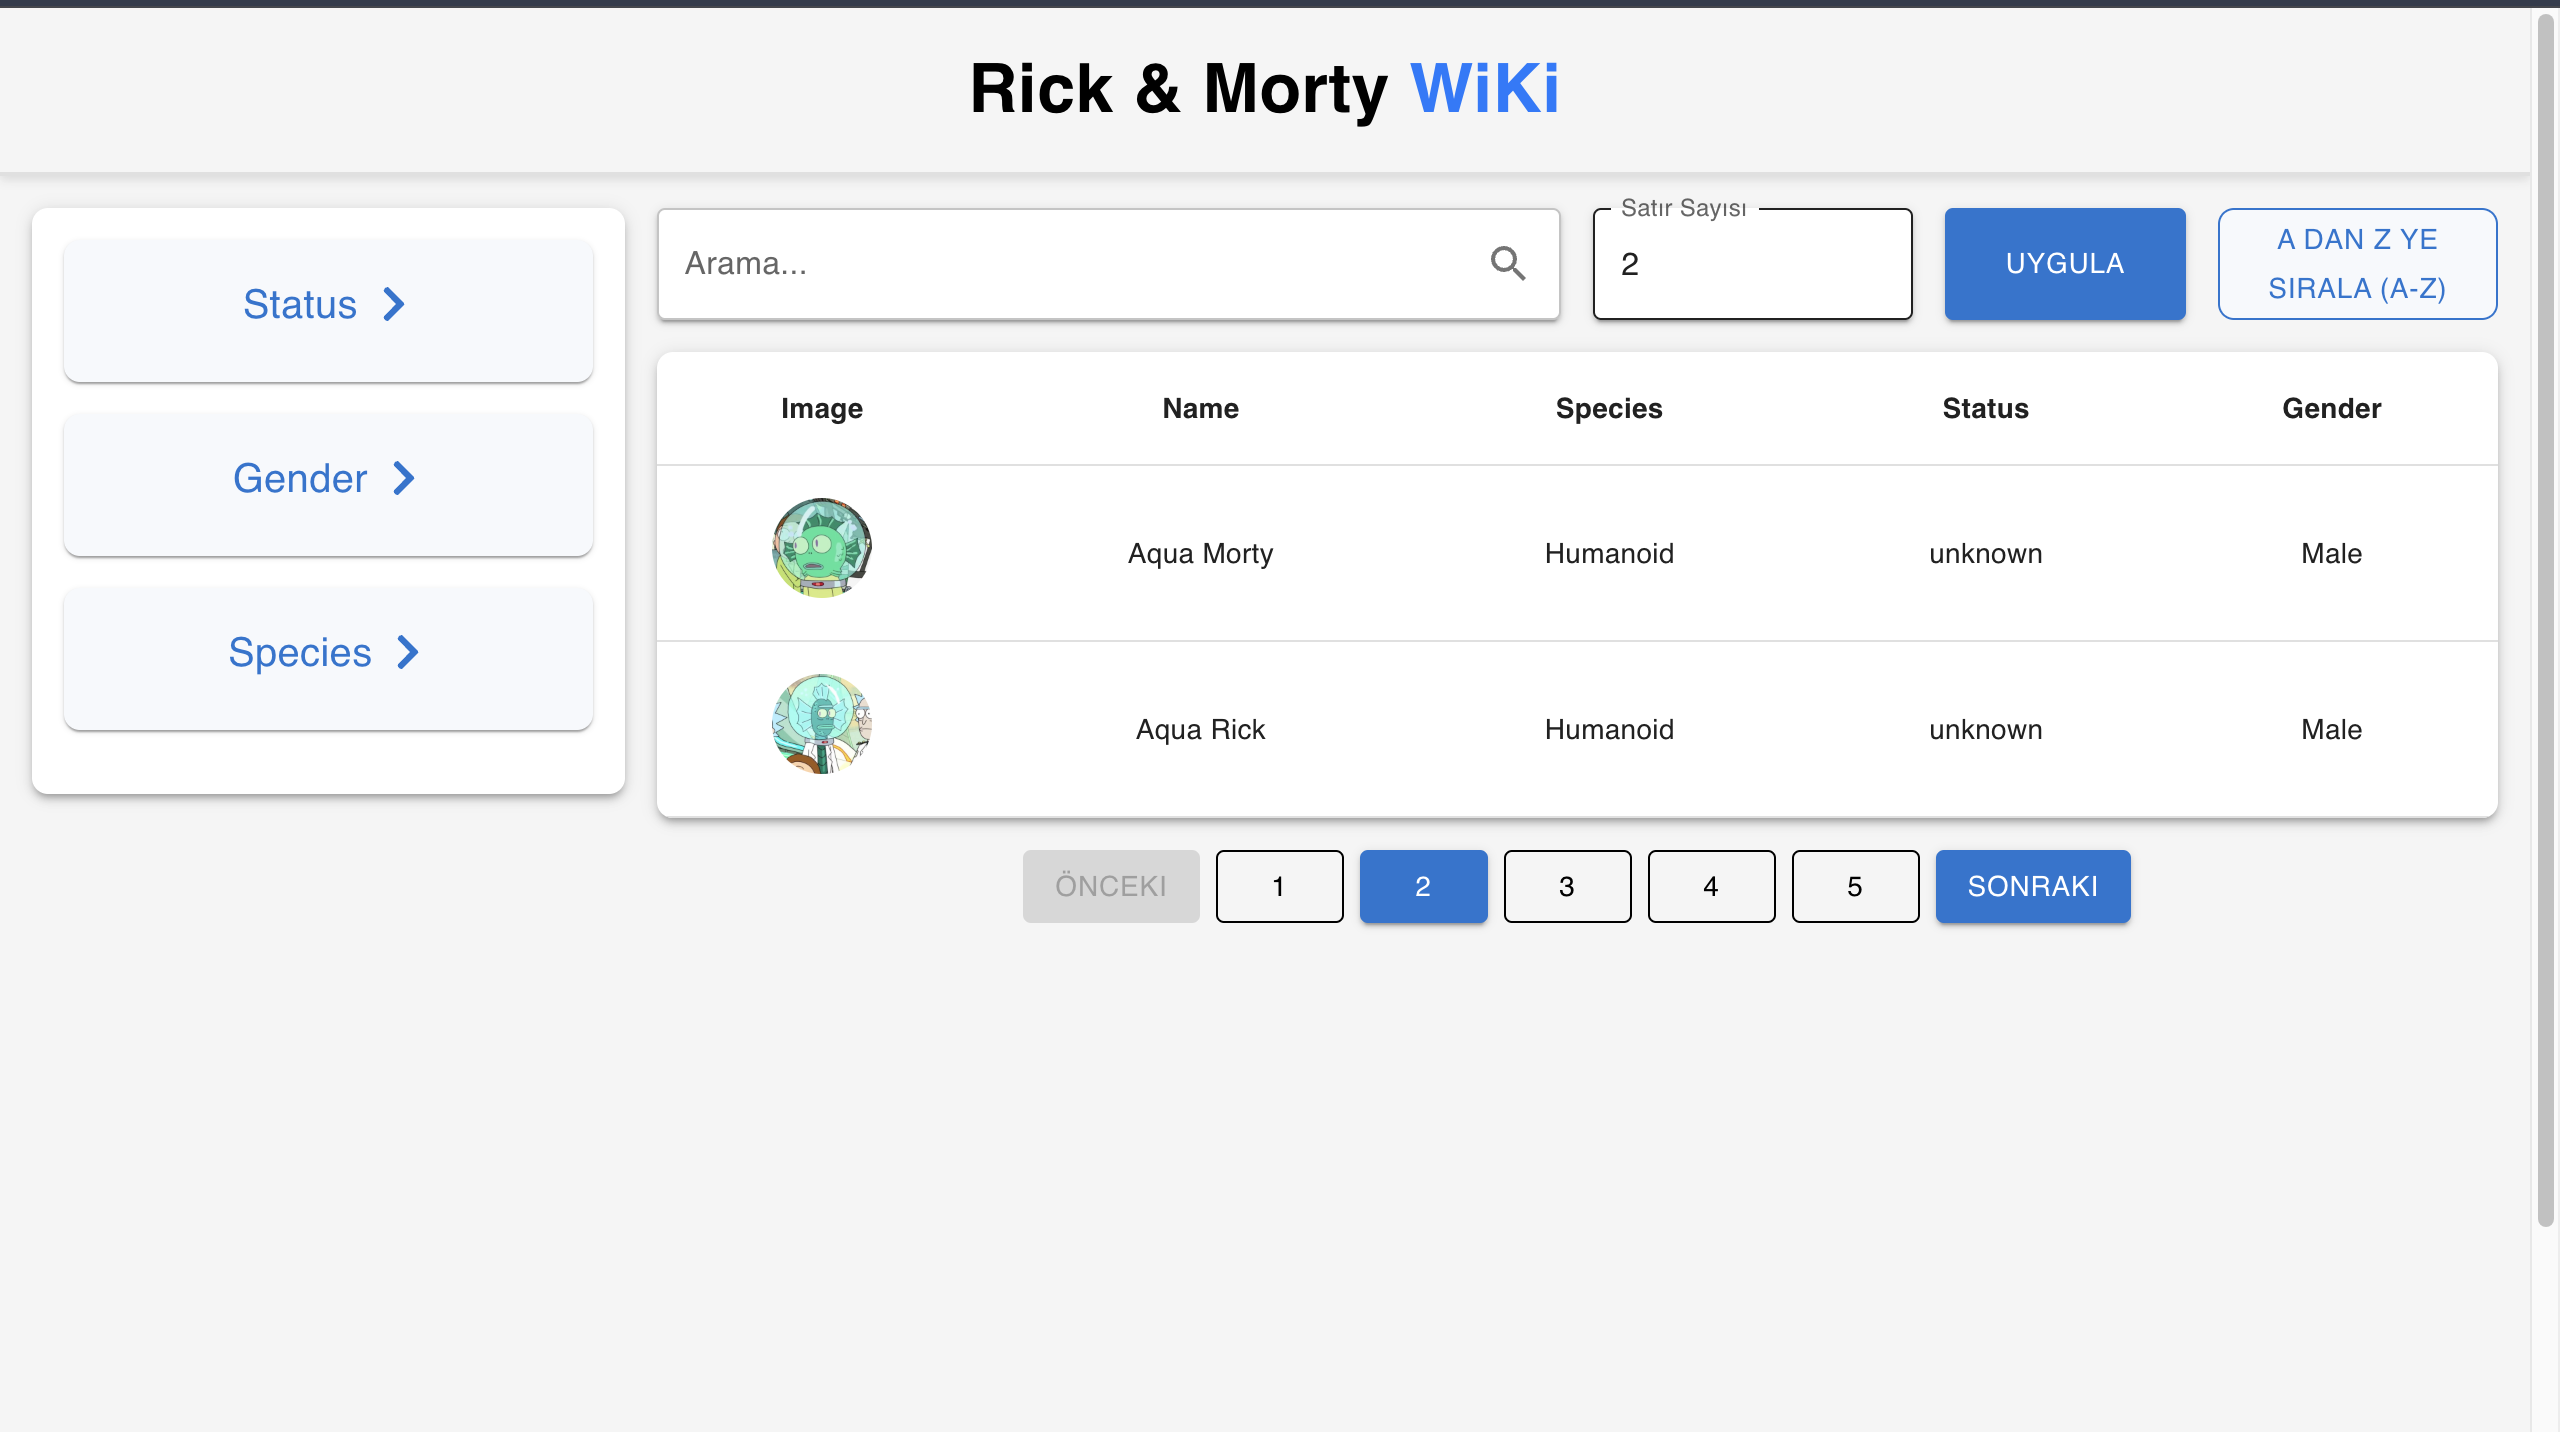 Rick & Morty WiKi
Status
Gender
Species
Arama...
Satır Sayısı
2
UYGULA
A DAN Z YE
SIRALA (A-Z)
Image Name Species Status Gender
Aqua Morty Humanoid unknown Male
Aqua Rick Humanoid unknown Male
ÖNCEKI 1 2 3 4 5 SONRAKI